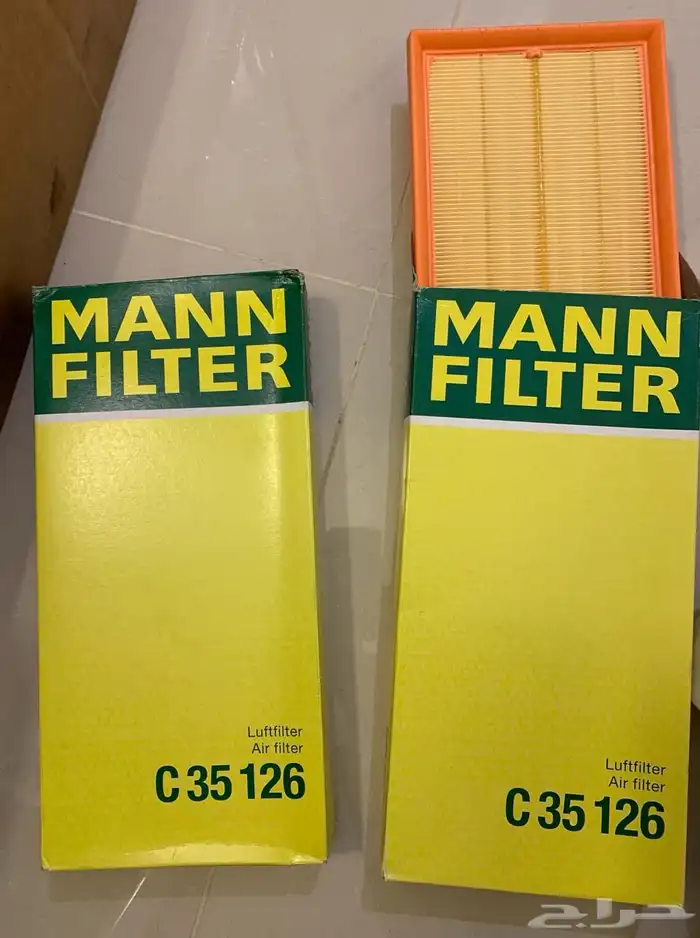 MANN
FILTER
Luftfilter
Air filter
C 35 126
MANN
FILTER
Luftfilter
Air filter
C 35 126
حراج